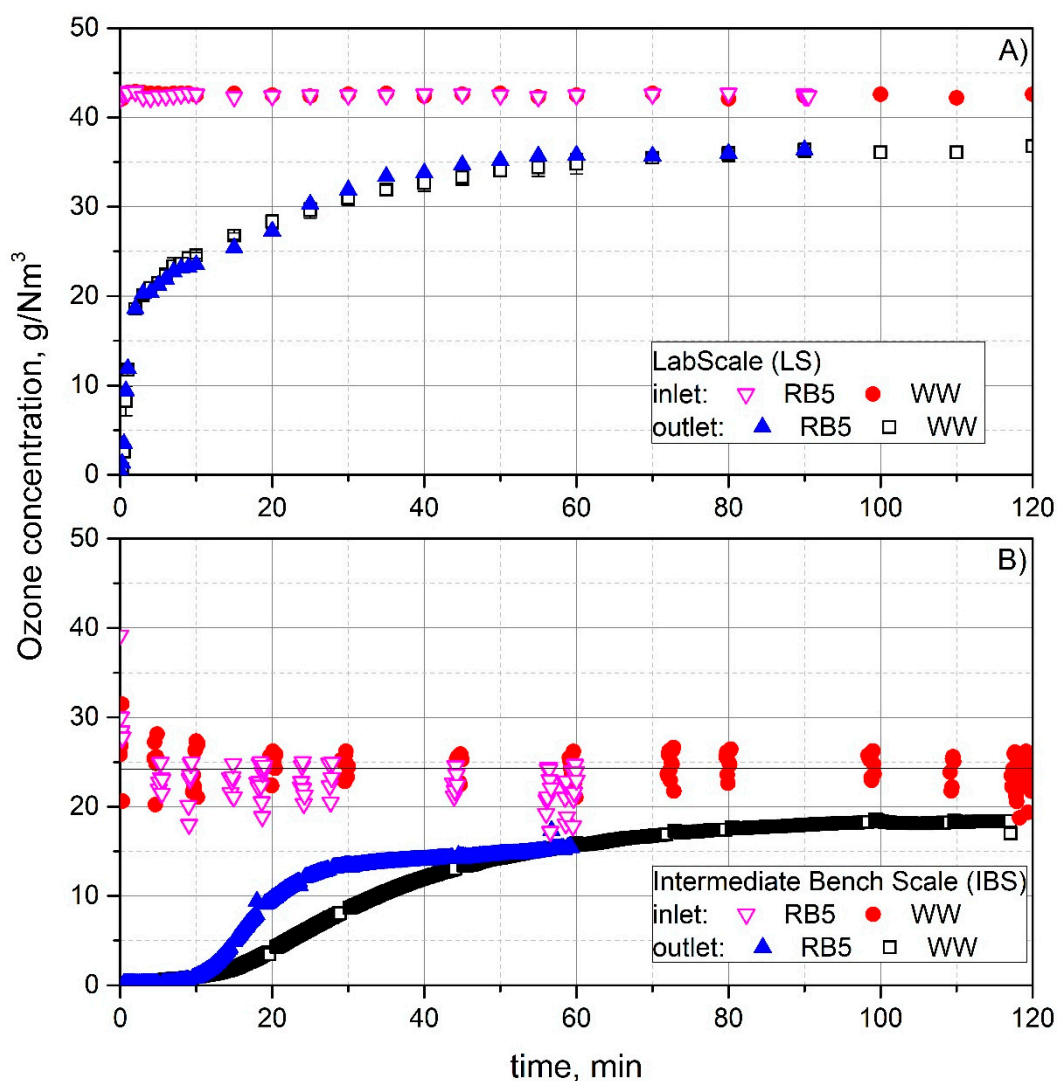 Ozone concentration, g/Nm³
50
40
30
20
10
0
A)
LabScale (LS)
inlet: RB5 WW
outlet: RB5 WW
0 20 40 60 80 100 120
50
40
30
20
10
0
B)
Intermediate Bench Scale (IBS)
inlet: RB5 WW
outlet: RB5 WW
0 20 40 60 80 100 120
time, min